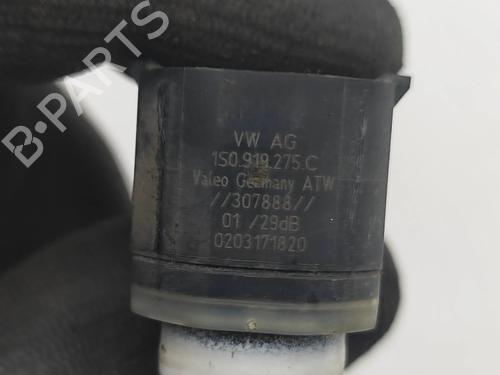 VW AG
1S0.919.275.C
Valeo Germany ATW
//307888//
01 /29dB
0203171820
B-PARTS